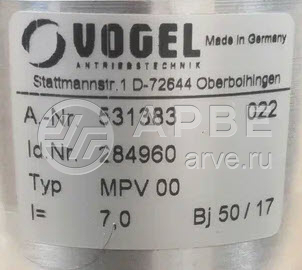 VOGEL Made in Germany
ANTRIEBSTECHNIK
Stattmannstr.1 D-72644 Oberboihingen
A.-Nr. 531383 022
Id.Nr. 284960
Typ MPV 00
I= 7,0 Bj 50/17
АРВЕ
arve.ru